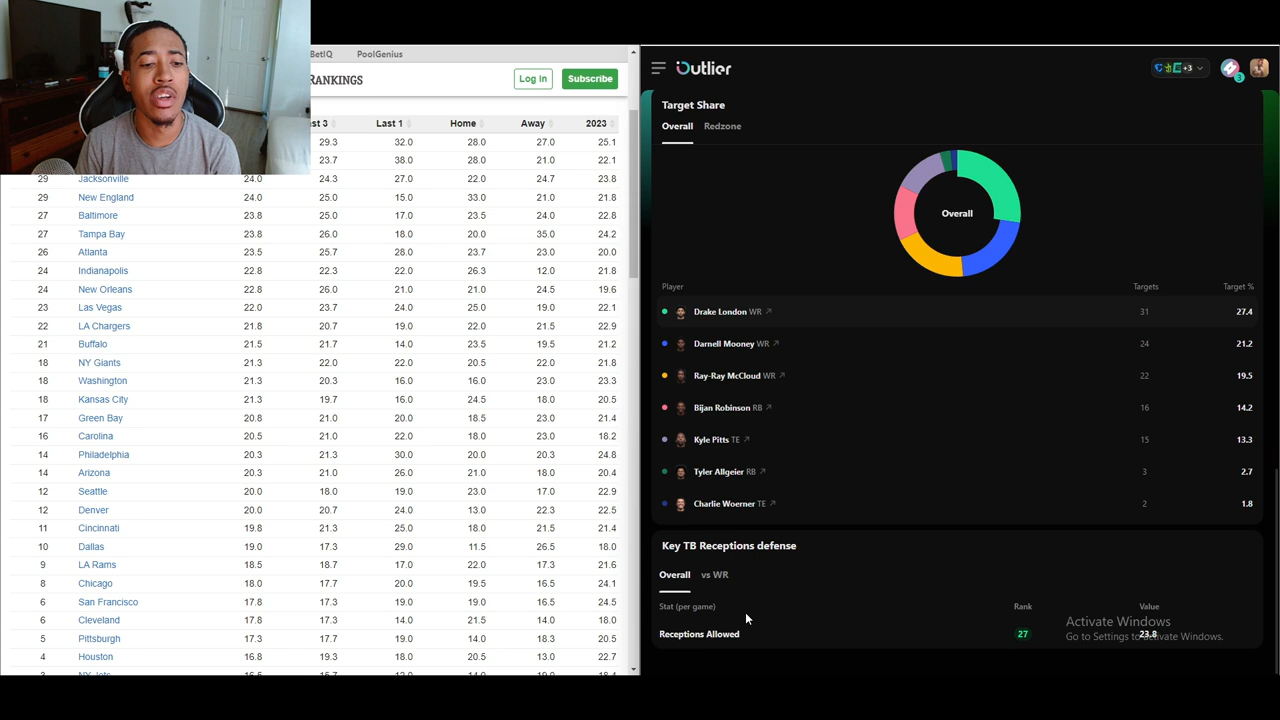 BetIQ PoolGenius
RANKINGS Log In Subscribe
st 3 Last 1 Home Away 2023
29.3 32.0 28.0 27.0 25.1
23.7 38.0 28.0 21.0 22.1
29 Jacksonville 24.0 24.3 27.0 22.0 24.7 23.8
29 New England 24.0 25.0 15.0 33.0 21.0 21.8
27 Baltimore 23.8 25.0 17.0 23.5 24.0 22.8
27 Tampa Bay 23.8 26.0 18.0 20.0 35.0 24.2
26 Atlanta 23.5 25.7 28.0 23.7 23.0 20.0
24 Indianapolis 22.8 22.3 22.0 26.3 12.0 21.8
24 New Orleans 22.8 26.0 21.0 21.0 24.5 19.6
23 Las Vegas 22.0 23.7 24.0 25.0 19.0 22.1
22 LA Chargers 21.8 20.7 19.0 22.0 21.5 22.9
21 Buffalo 21.5 21.7 14.0 23.5 19.5 21.2
18 NY Giants 21.3 22.0 22.0 20.5 22.0 21.8
18 Washington 21.3 20.3 16.0 16.0 23.0 23.3
18 Kansas City 21.3 19.7 16.0 24.5 18.0 20.5
17 Green Bay 20.8 21.0 20.0 18.5 23.0 21.4
16 Carolina 20.5 21.0 22.0 18.0 23.0 18.2
14 Philadelphia 20.3 21.3 30.0 20.0 20.3 24.8
14 Arizona 20.3 21.0 26.0 21.0 18.0 20.4
12 Seattle 20.0 18.0 19.0 23.0 17.0 22.9
12 Denver 20.0 20.7 24.0 13.0 22.3 22.5
11 Cincinnati 19.8 21.3 25.0 18.0 21.5 21.4
10 Dallas 19.0 17.3 29.0 11.5 26.5 18.0
9 LA Rams 18.5 18.7 17.0 22.0 17.3 21.6
8 Chicago 18.0 17.7 20.0 19.5 16.5 24.1
6 San Francisco 17.8 17.3 19.0 19.0 16.5 24.5
6 Cleveland 17.8 17.3 14.0 21.5 14.0 18.0
5 Pittsburgh 17.3 17.7 19.0 14.0 18.3 20.5
4 Houston 16.8 19.3 18.0 20.5 13.0 22.7
Outlier +3 3
Target Share
Overall Redzone
Overall
Player Targets Target %
Drake London WR 31 27.4
Darnell Mooney WR 24 21.2
Ray-Ray McCloud WR 22 19.5
Bijan Robinson RB 16 14.2
Kyle Pitts TE 15 13.3
Tyler Allgeier RB 3 2.7
Charlie Woerner TE 2 1.8
Key TB Receptions defense
Overall vs WR
Stat (per game) Rank Value
Receptions Allowed 27 23.8
Activate Windows
Go to Settings to activate Windows.